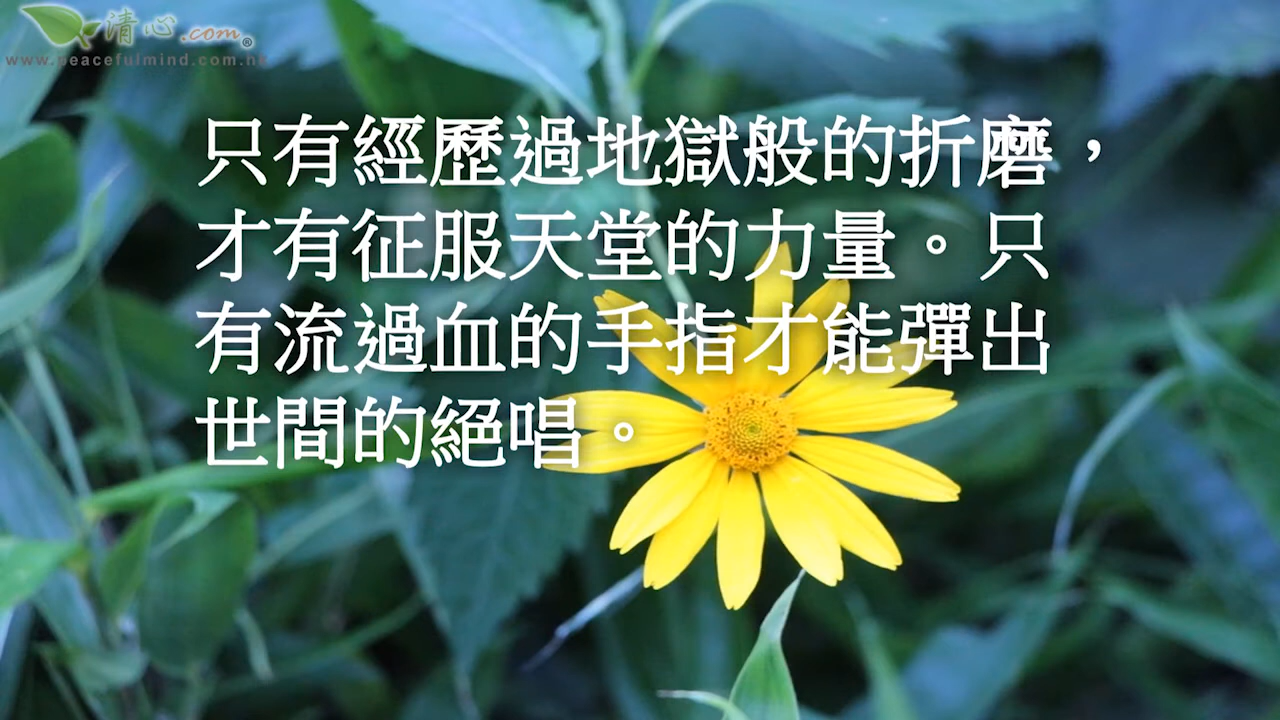 清心.com®
www.peacefulmind.com.hk
只有經歷過地獄般的折磨，
才有征服天堂的力量。只
有流過血的手指才能彈出
世間的絕唱。